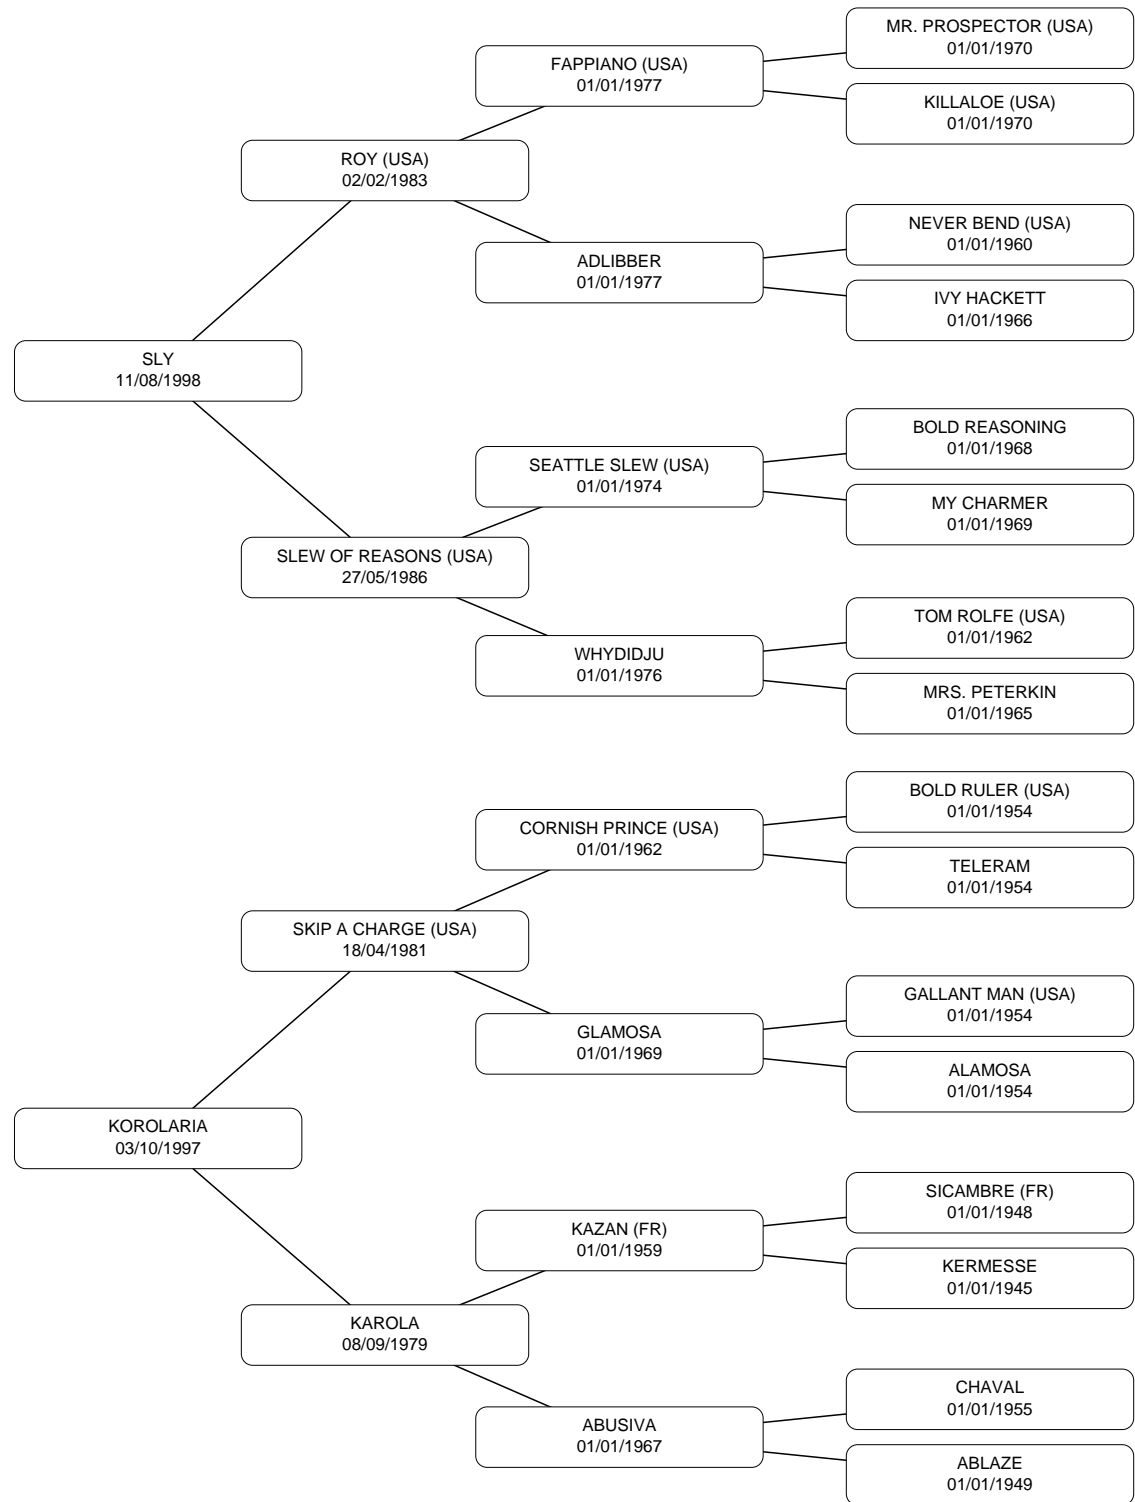 MR. PROSPECTOR (USA)
01/01/1970
FAPPIANO (USA)
01/01/1977
KILLALOE (USA)
01/01/1970
ROY (USA)
02/02/1983
NEVER BEND (USA)
01/01/1960
ADLIBBER
01/01/1977
IVY HACKETT
01/01/1966
SLY
11/08/1998
BOLD REASONING
01/01/1968
SEATTLE SLEW (USA)
01/01/1974
MY CHARMER
01/01/1969
SLEW OF REASONS (USA)
27/05/1986
TOM ROLFE (USA)
01/01/1962
WHYDIDJU
01/01/1976
MRS. PETERKIN
01/01/1965
BOLD RULER (USA)
01/01/1954
CORNISH PRINCE (USA)
01/01/1962
TELERAM
01/01/1954
SKIP A CHARGE (USA)
18/04/1981
GALLANT MAN (USA)
01/01/1954
GLAMOSA
01/01/1969
ALAMOSA
01/01/1954
KOROLARIA
03/10/1997
SICAMBRE (FR)
01/01/1948
KAZAN (FR)
01/01/1959
KERMESSE
01/01/1945
KAROLA
08/09/1979
CHAVAL
01/01/1955
ABUSIVA
01/01/1967
ABLAZE
01/01/1949